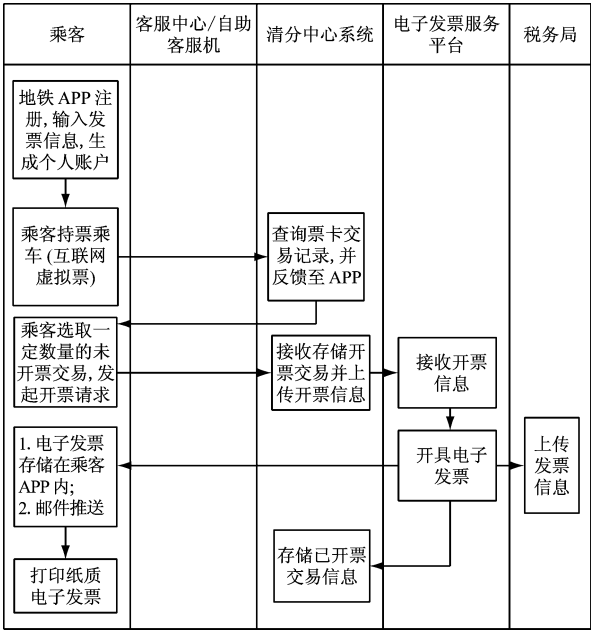 乘客
客服中心/自助
客服机
清分中心系统
电子发票服务
平台
税务局
地铁 APP 注
册, 输入发
票信息, 生
成个人账户
乘客持票乘
车 (互联网
虚拟票)
查询票卡交
易记录, 并
反馈至 APP
乘客选取一
定数量的未
开票交易, 发
起开票请求
接收存储开
票交易并上
传开票信息
接收开票
信息
1. 电子发票
存储在乘客
APP 内;
2. 邮件推送
开具电子
发票
上传
发票
信息
存储已开票
交易信息
打印纸质
电子发票